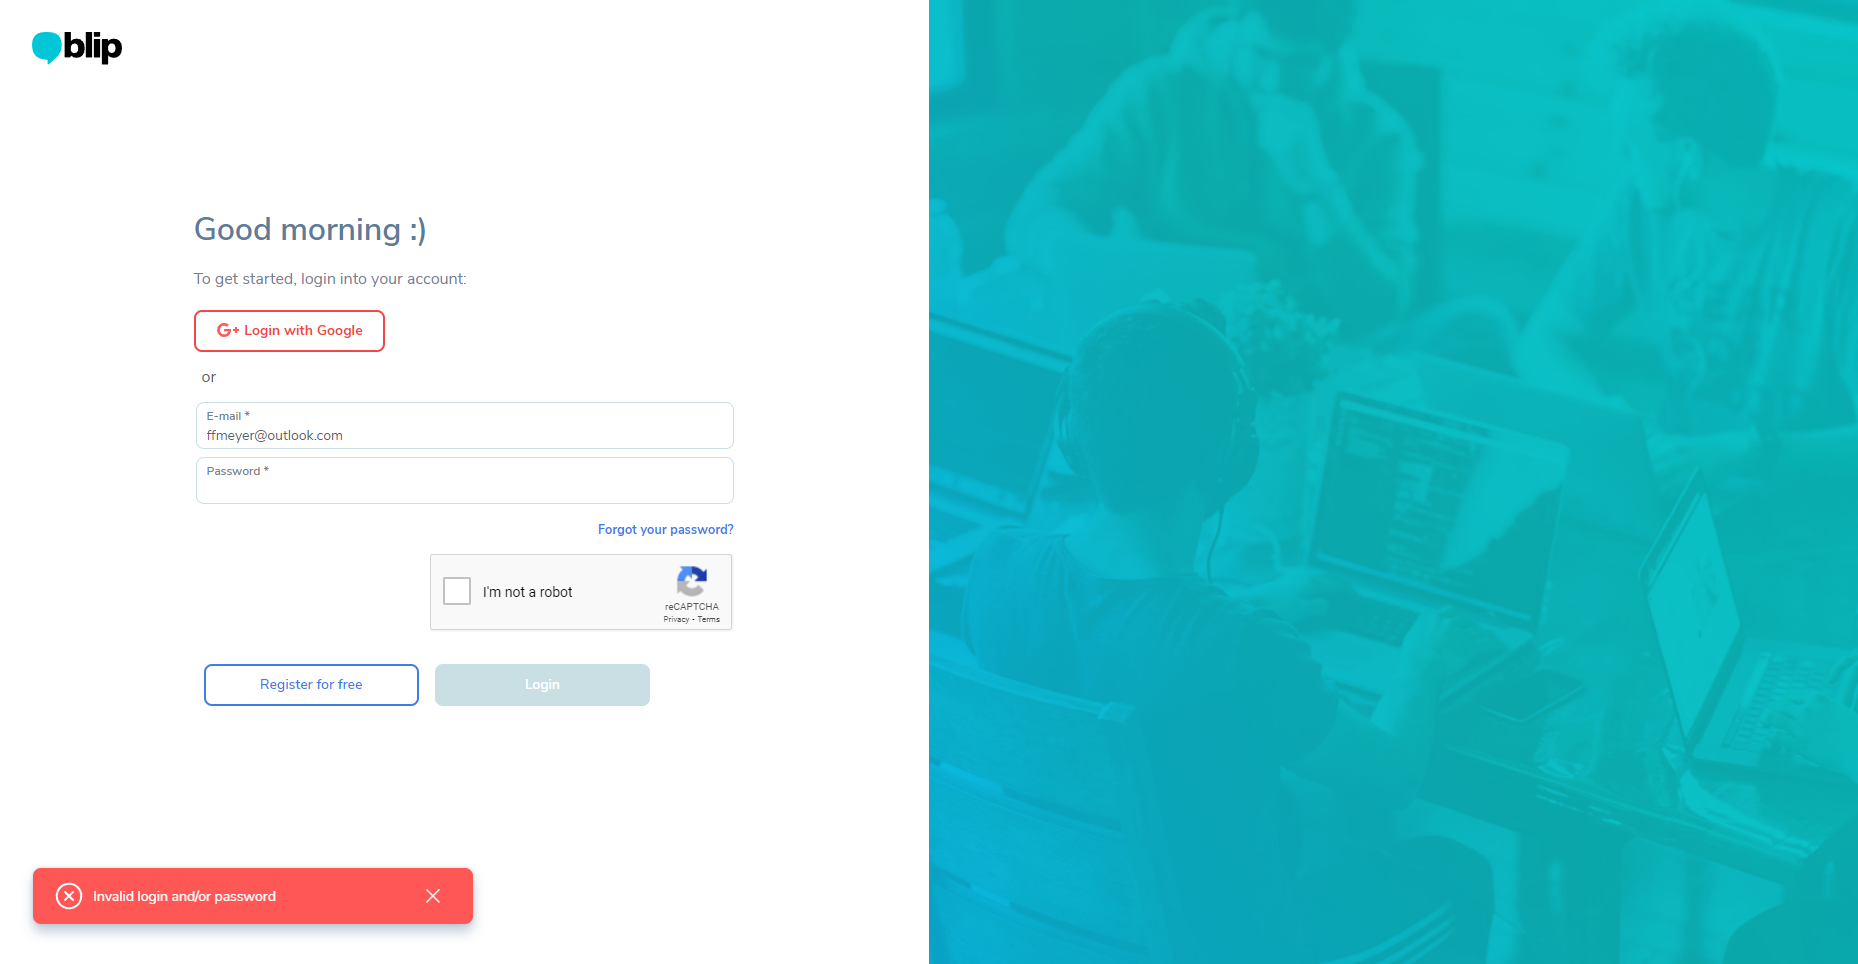 blip
Good morning :)
To get started, login into your account:
G+ Login with Google
or
E-mail *
ffmeyer@outlook.com
Password *
Forgot your password?
I'm not a robot
reCAPTCHA
Privacy - Terms
Register for free
Login
Invalid login and/or password